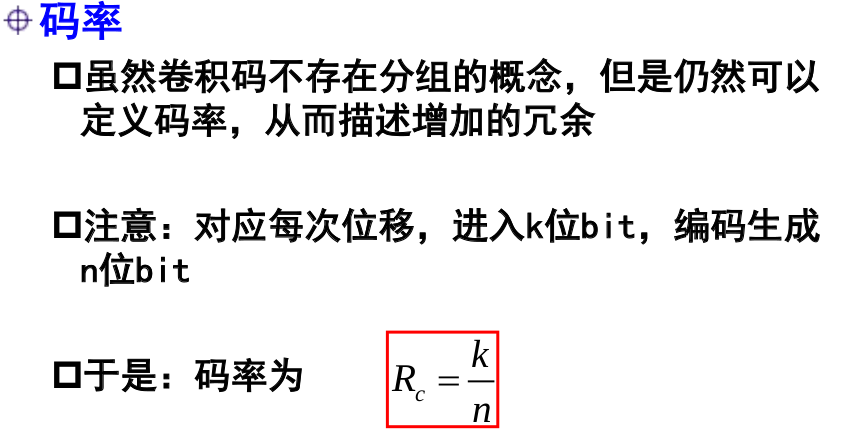 码率
虽然卷积码不存在分组的概念，但是仍然可以
定义码率，从而描述增加的冗余
注意：对应每次位移，进入k位bit，编码生成
n位bit
于是：码率为 R_c = k/n